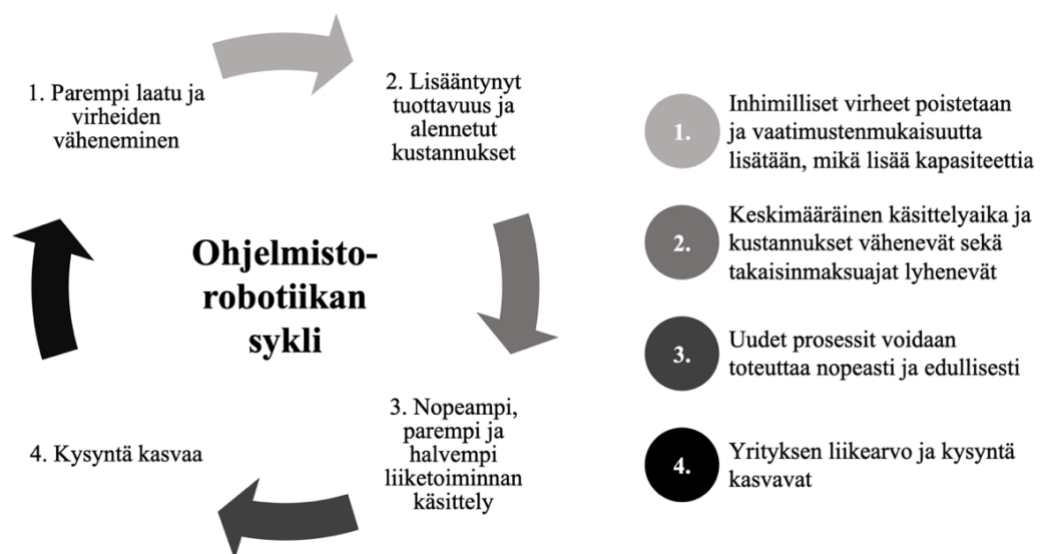 1. Parempi laatu ja
virheiden
väheneminen
2. Lisääntynyt
tuottavuus ja
alennetut
kustannukset
Ohjelmisto-
robotiikan
sykli
3. Nopeampi,
parempi ja
halvempi
liiketoiminnan
käsittely
4. Kysyntä kasvaa
1.
Inhimilliset virheet poistetaan
ja vaatimustenmukaisuutta
lisätään, mikä lisää kapasiteettia
2.
Keskimääräinen käsittelyaika ja
kustannukset vähenevät sekä
takaisinmaksuajat lyhenevät
3.
Uudet prosessit voidaan
toteuttaa nopeasti ja edullisesti
4.
Yrityksen liikearvo ja kysyntä
kasvavat